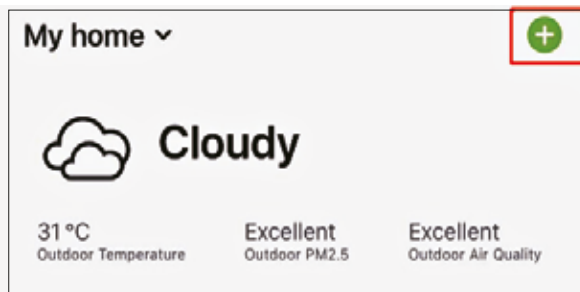 My home
Cloudy
31 °C Excellent Excellent
Outdoor Temperature Outdoor PM2.5 Outdoor Air Quality